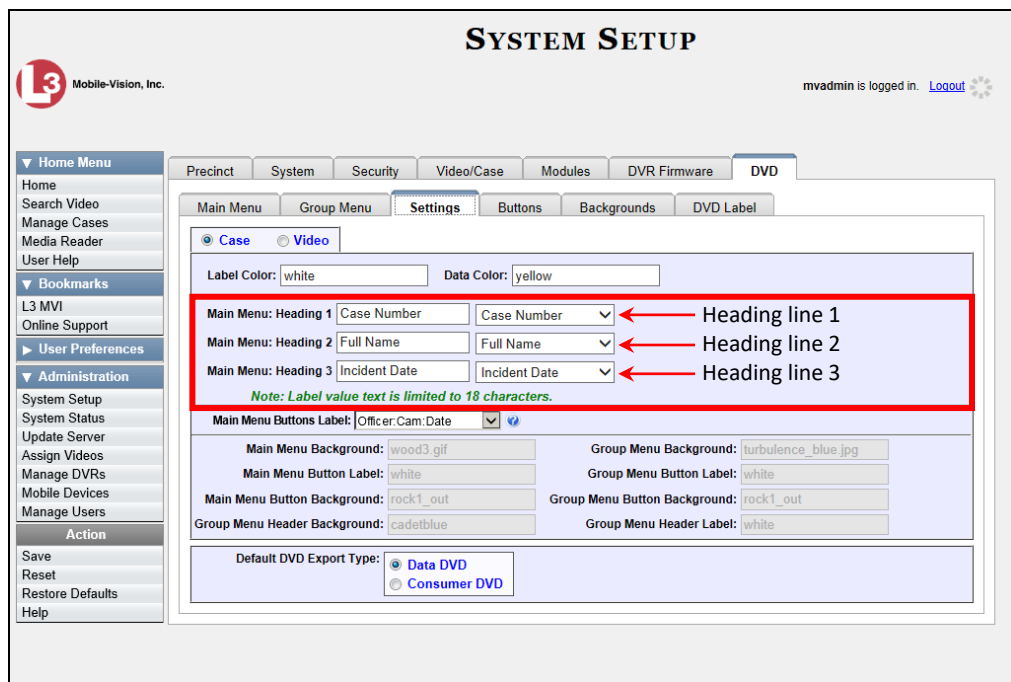 SYSTEM SETUP
L3 Mobile-Vision, Inc.
mvadmin is logged in. Logout
▼ Home Menu
Home
Search Video
Manage Cases
Media Reader
User Help
▼ Bookmarks
L3 MVI
Online Support
► User Preferences
▼ Administration
System Setup
System Status
Update Server
Assign Videos
Manage DVRs
Mobile Devices
Manage Users
Action
Save
Reset
Restore Defaults
Help
Precinct System Security Video/Case Modules DVR Firmware DVD
Main Menu Group Menu Settings Buttons Backgrounds DVD Label
Case Video
Label Color: white Data Color: yellow
Main Menu: Heading 1 Case Number Case Number Heading line 1
Main Menu: Heading 2 Full Name Full Name Heading line 2
Main Menu: Heading 3 Incident Date Incident Date Heading line 3
Note: Label value text is limited to 18 characters.
Main Menu Buttons Label: Officer:Cam:Date ?
Main Menu Background: wood3.gif Group Menu Background: turbulence_blue.jpg
Main Menu Button Label: white Group Menu Button Label: white
Main Menu Button Background: rock1_out Group Menu Button Background: rock1_out
Group Menu Header Background: cadetblue Group Menu Header Label: white
Default DVD Export Type: Data DVD
Consumer DVD